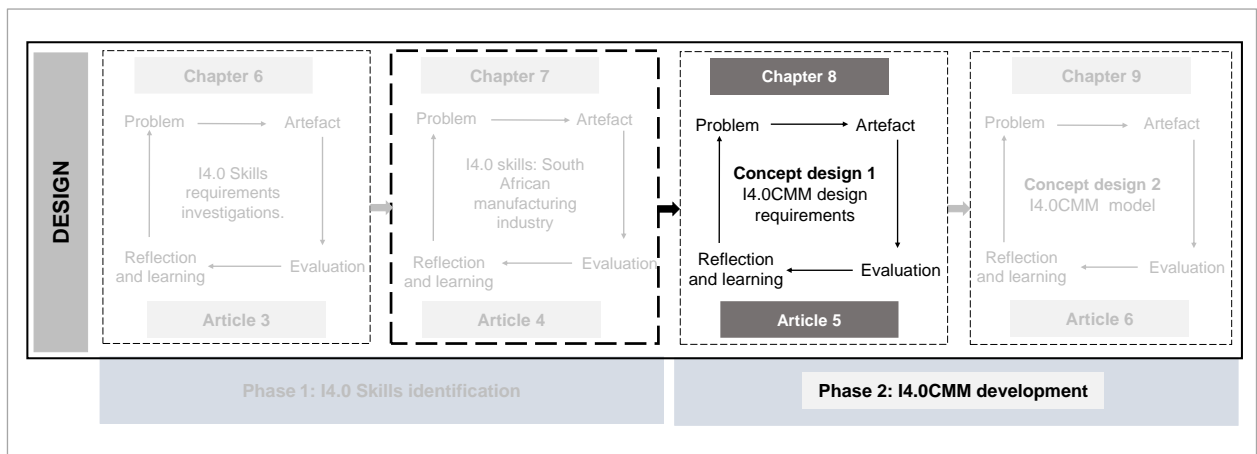 DESIGN
Chapter 6
Problem
Artefact
I4.0 Skills
requirements
investigations.
Reflection
and learning
Evaluation
Article 3
Chapter 7
Problem
Artefact
I4.0 skills: South
African
manufacturing
industry
Reflection
and learning
Evaluation
Article 4
Chapter 8
Problem
Artefact
Concept design 1
I4.0CMM design
requirements
Reflection
and learning
Evaluation
Article 5
Chapter 9
Problem
Artefact
Concept design 2
I4.0CMM model
Reflection
and learning
Evaluation
Article 6
Phase 1: I4.0 Skills identification
Phase 2: I4.0CMM development